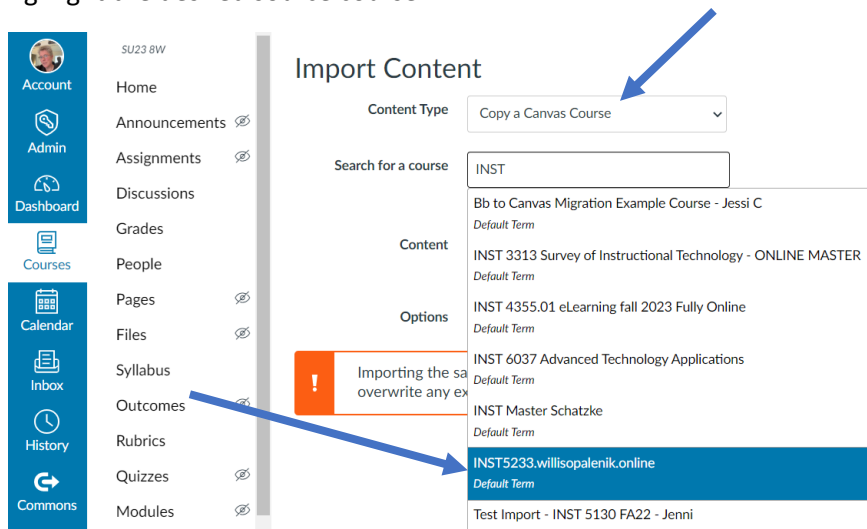 Account
Admin
Dashboard
Courses
Calendar
Inbox
History
Commons
SU23 8W
Home
Announcements
Assignments
Discussions
Grades
People
Pages
Files
Syllabus
Outcomes
Rubrics
Quizzes
Modules
Import Content
Content Type
Copy a Canvas Course
Search for a course
INST
Content
Options
! Importing the sa
overwrite any ex
Bb to Canvas Migration Example Course - Jessi C
Default Term
INST 3313 Survey of Instructional Technology - ONLINE MASTER
Default Term
INST 4355.01 eLearning fall 2023 Fully Online
Default Term
INST 6037 Advanced Technology Applications
Default Term
INST Master Schatzke
Default Term
INST5233.willisopalenik.online
Default Term
Test Import - INST 5130 FA22 - Jenni